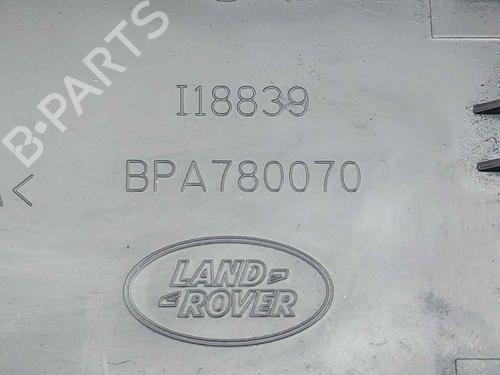 B·PARTS
I18839
BPA780070
<
LAND
ROVER